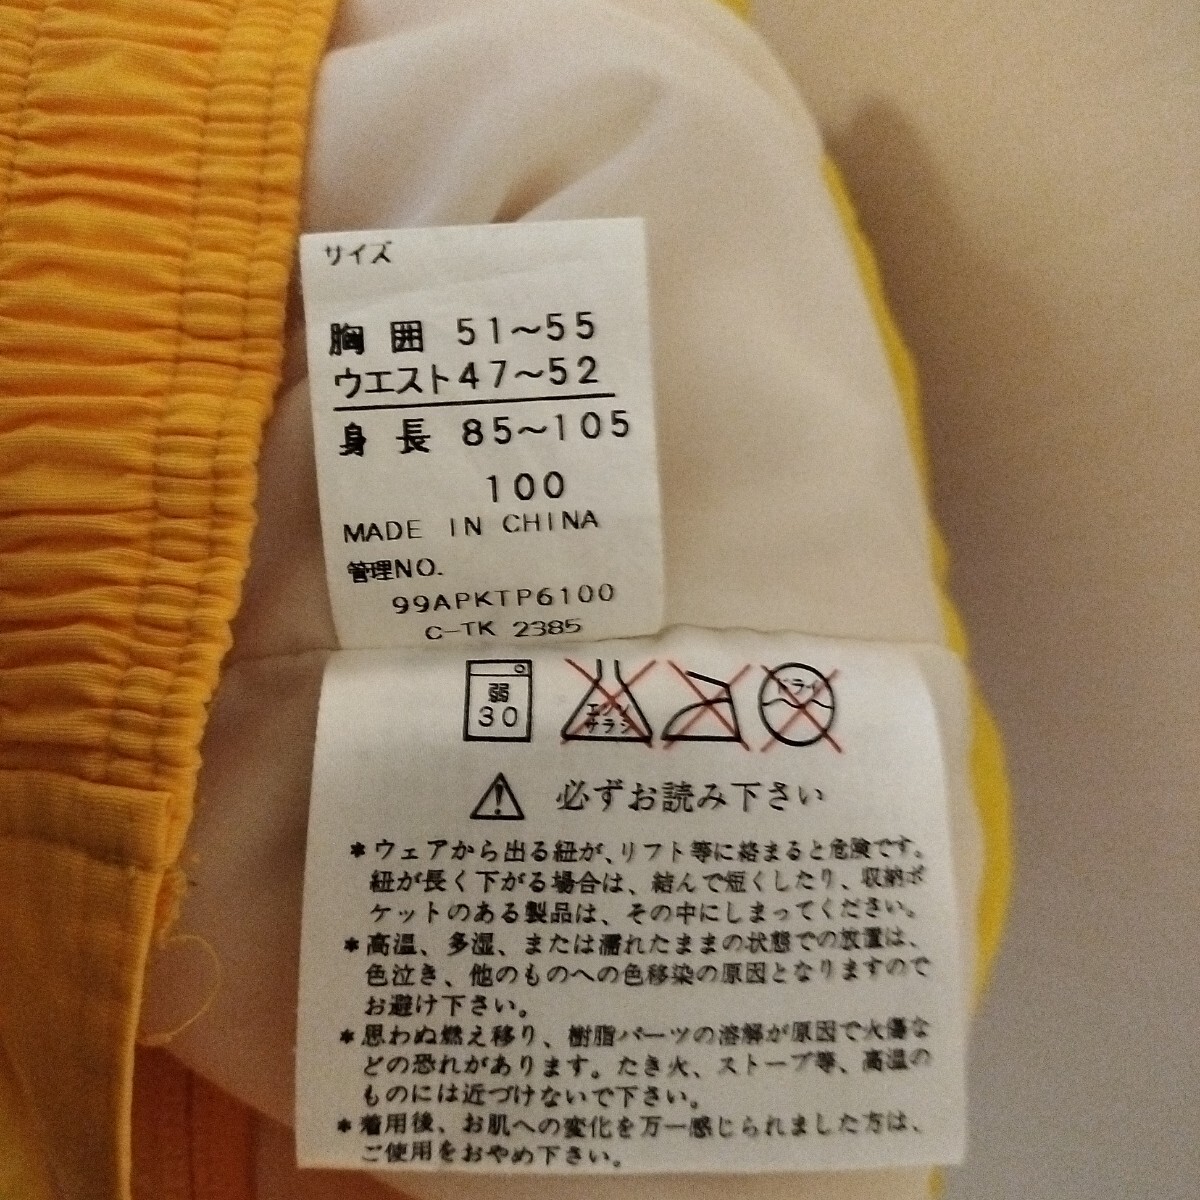 サイズ
胸囲 51～55
ウエスト 47～52
身長 85～105
100
MADE IN CHINA
管理NO.
99APKTP6100
C-TK 2385
弱
30
エンソ
サラシ
ドライ
必ずお読み下さい
＊ウェアから出る紐が、リフト等に絡まると危険です。
紐が長く下がる場合は、結んで短くしたり、収納ポ
ケットのある製品は、その中にしまってください。
＊高温、多湿、または濡れたままの状態での放置は、
色泣き、他のものへの色移染の原因となりますので
お避け下さい。
＊思わぬ燃え移り、樹脂パーツの溶解が原因で火傷な
どの恐れがあります。たき火、ストーブ等、高温の
ものには近づけないで下さい。
＊着用後、お肌への変化を万一感じられました方は、
ご使用をおやめ下さい。